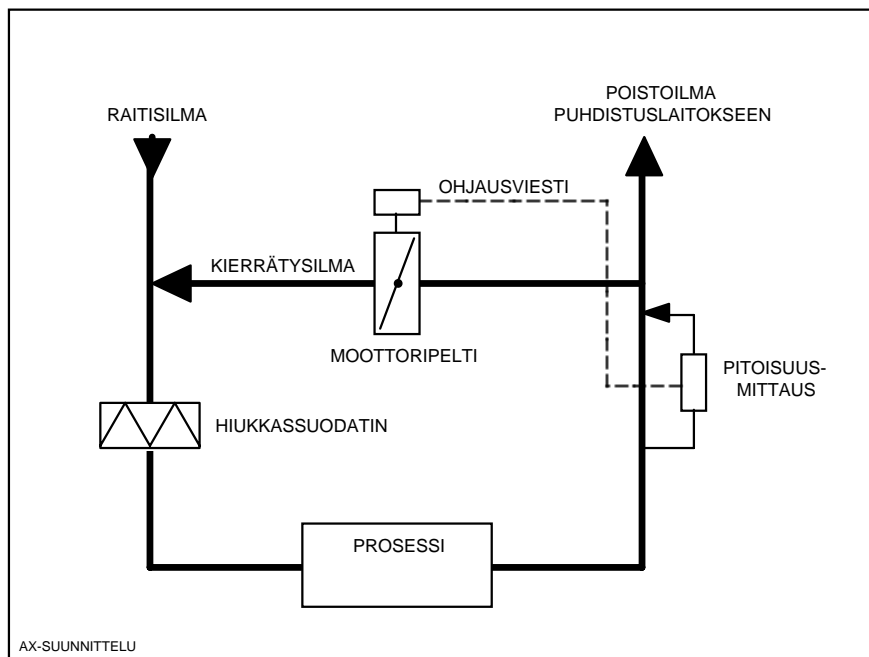 POISTOILMA
PUHDISTUSLAITOKSEEN
RAITISILMA
OHJAUSVIESTI
KIERRÄTYSILMA
MOOTTORIPELTI
PITOISUUS-
MITTAUS
HIUKKASSUODATIN
PROSESSI
AX-SUUNNITTELU